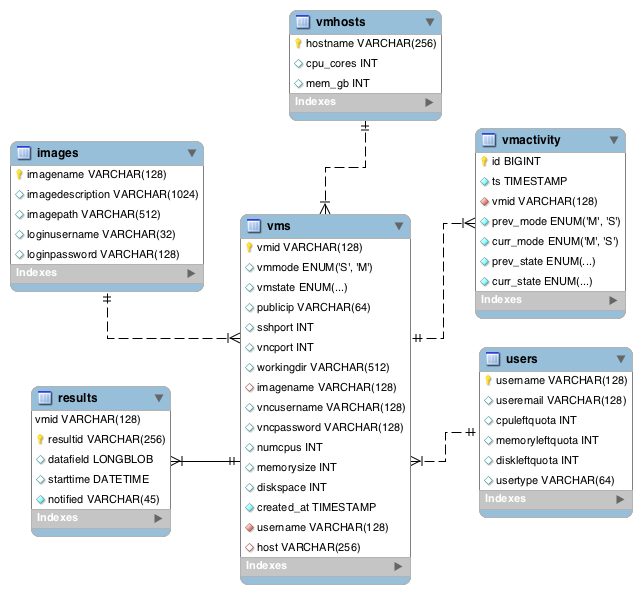 vmhosts
hostname VARCHAR(256)
cpu_cores INT
mem_gb INT
Indexes
images
imagename VARCHAR(128)
imagedescription VARCHAR(1024)
imagepath VARCHAR(512)
loginusername VARCHAR(32)
loginpassword VARCHAR(128)
Indexes
vmactivity
id BIGINT
ts TIMESTAMP
vmid VARCHAR(128)
prev_mode ENUM('M', 'S')
curr_mode ENUM('M', 'S')
prev_state ENUM(...)
curr_state ENUM(...)
Indexes
vms
vmid VARCHAR(128)
vmmode ENUM('S', 'M')
vmstate ENUM(...)
publicip VARCHAR(64)
sshport INT
vncport INT
workingdir VARCHAR(512)
imagename VARCHAR(128)
vncusername VARCHAR(128)
vncpassword VARCHAR(128)
numcpus INT
memorysize INT
diskspace INT
created_at TIMESTAMP
username VARCHAR(128)
host VARCHAR(256)
Indexes
users
username VARCHAR(128)
useremail VARCHAR(128)
cpuleftquota INT
memoryleftquota INT
diskleftquota INT
usertype VARCHAR(64)
Indexes
results
vmid VARCHAR(128)
resultid VARCHAR(256)
datafield LONGBLOB
starttime DATETIME
notified VARCHAR(45)
Indexes